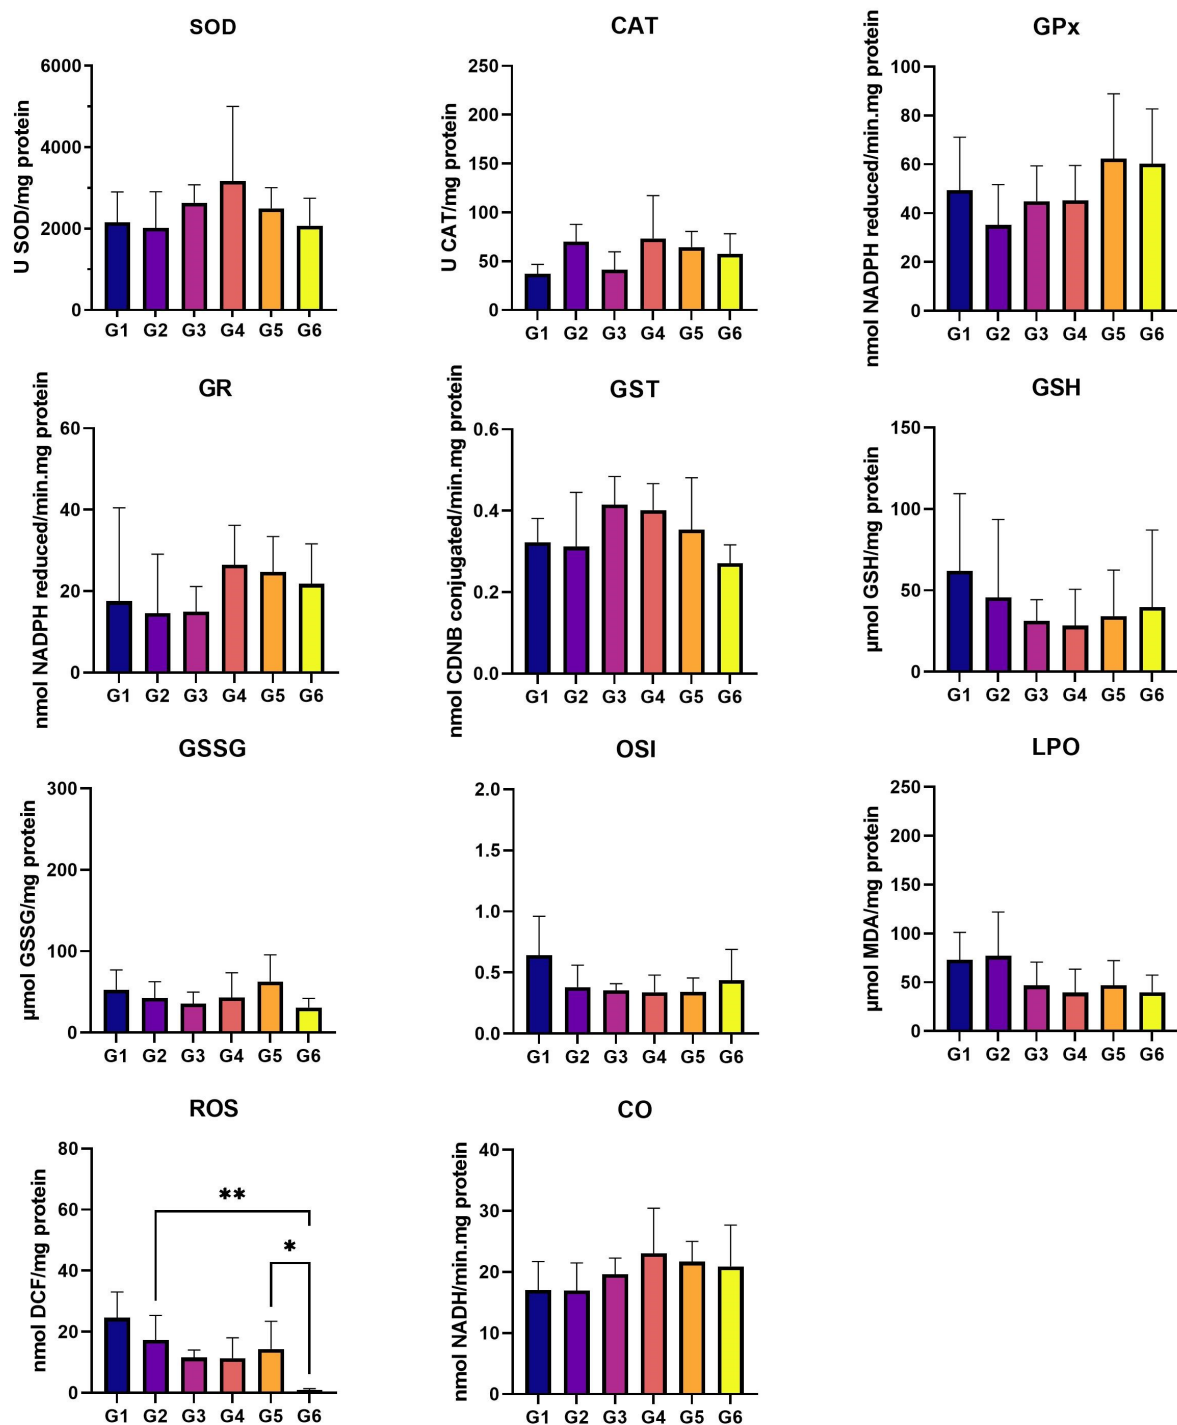 SOD
U SOD/mg protein
6000
4000
2000
0
G1 G2 G3 G4 G5 G6
CAT
U CAT/mg protein
250
200
150
100
50
0
G1 G2 G3 G4 G5 G6
GPx
nmol NADPH reduced/min.mg protein
100
80
60
40
20
0
G1 G2 G3 G4 G5 G6
GR
nmol NADPH reduced/min.mg protein
60
40
20
0
G1 G2 G3 G4 G5 G6
GST
nmol CDNB conjugated/min.mg protein
0.6
0.4
0.2
0.0
G1 G2 G3 G4 G5 G6
GSH
µmol GSH/mg protein
150
100
50
0
G1 G2 G3 G4 G5 G6
GSSG
µmol GSSG/mg protein
300
200
100
0
G1 G2 G3 G4 G5 G6
OSI
2.0
1.5
1.0
0.5
0.0
G1 G2 G3 G4 G5 G6
LPO
µmol MDA/mg protein
250
200
150
100
50
0
G1 G2 G3 G4 G5 G6
ROS
nmol DCF/mg protein
80
60
40
20
0
**
*
G1 G2 G3 G4 G5 G6
CO
nmol NADH/min.mg protein
40
30
20
10
0
G1 G2 G3 G4 G5 G6